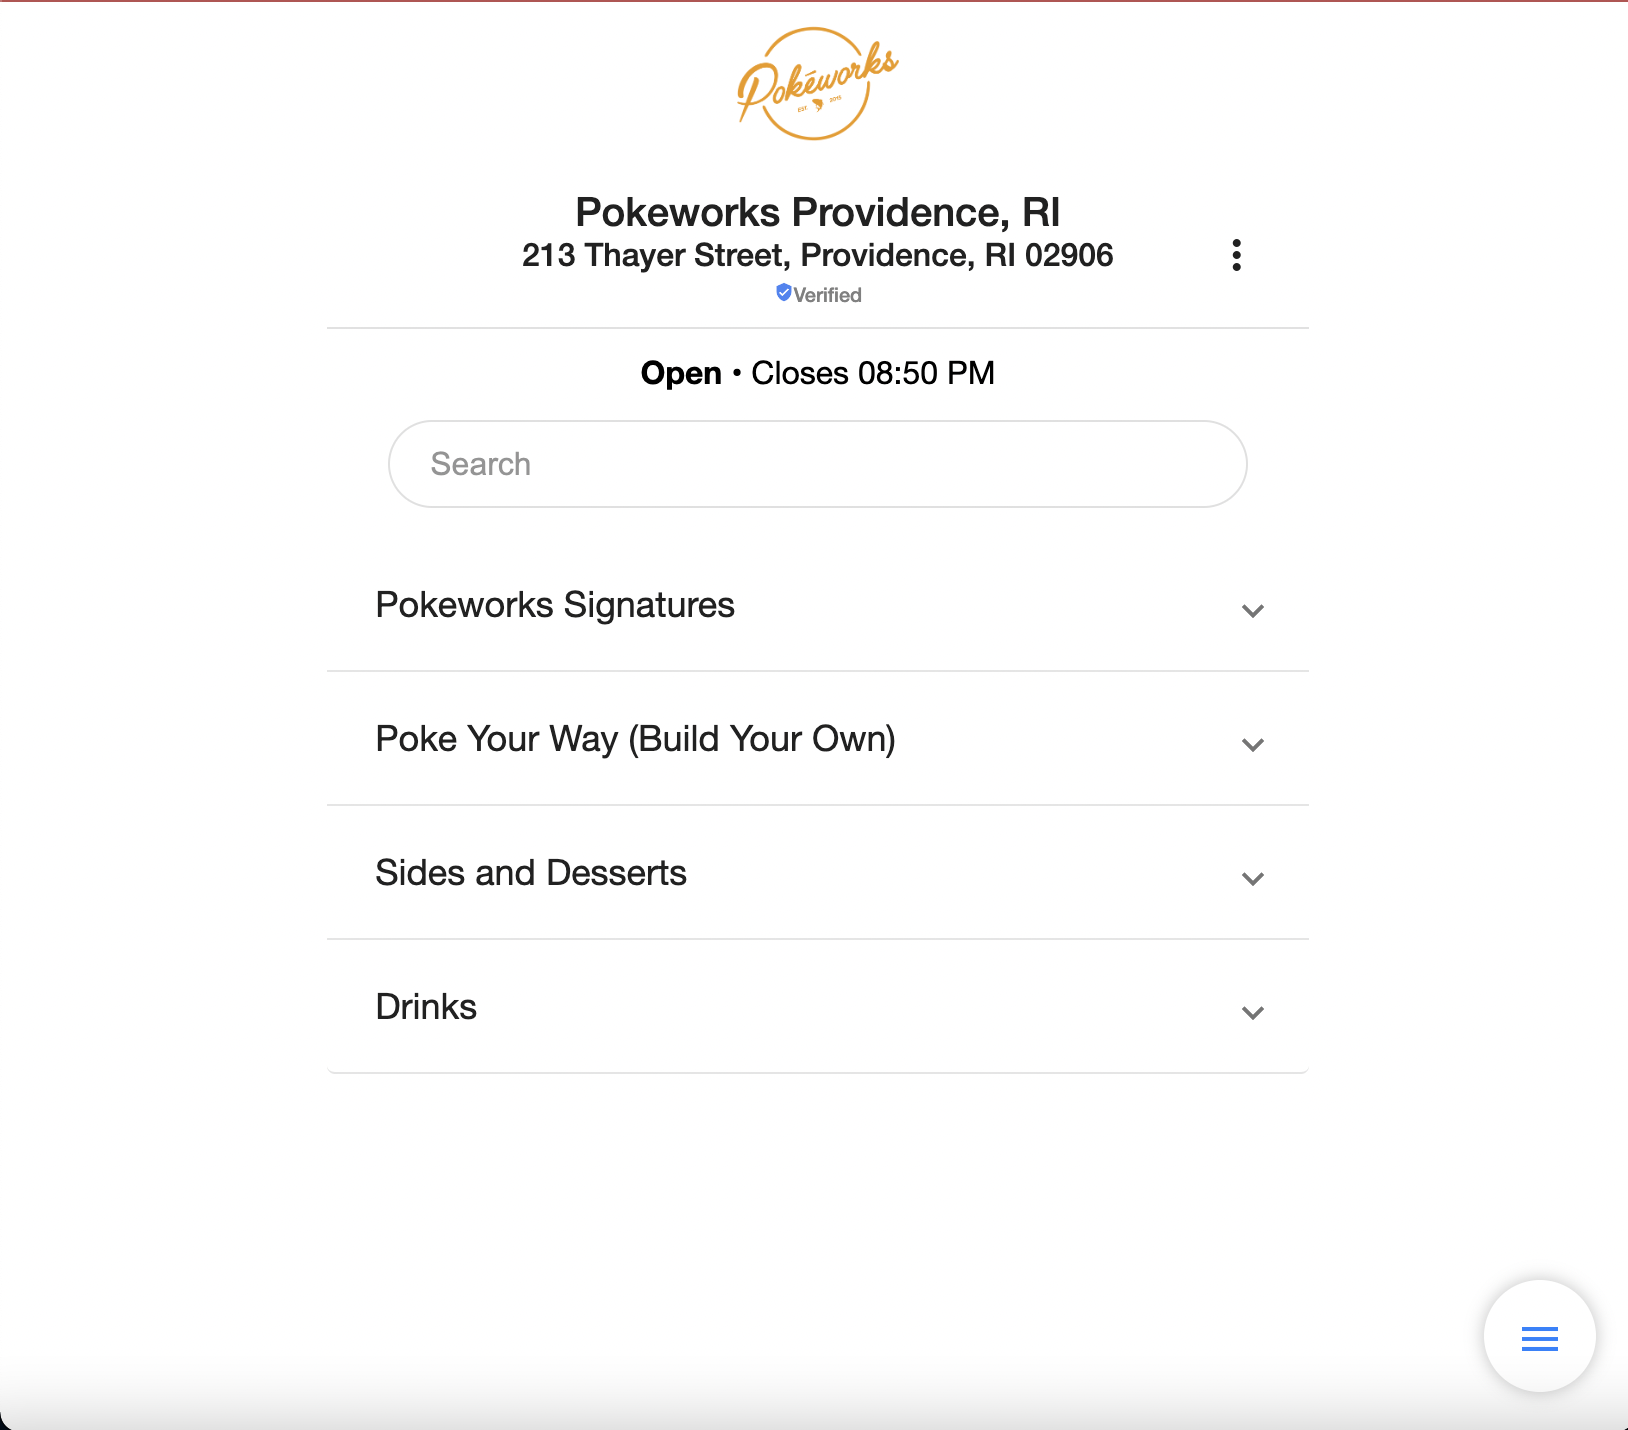 Pokéworks
EST 2015
Pokeworks Providence, RI
213 Thayer Street, Providence, RI 02906
Verified
Open • Closes 08:50 PM
Search
Pokeworks Signatures
Poke Your Way (Build Your Own)
Sides and Desserts
Drinks